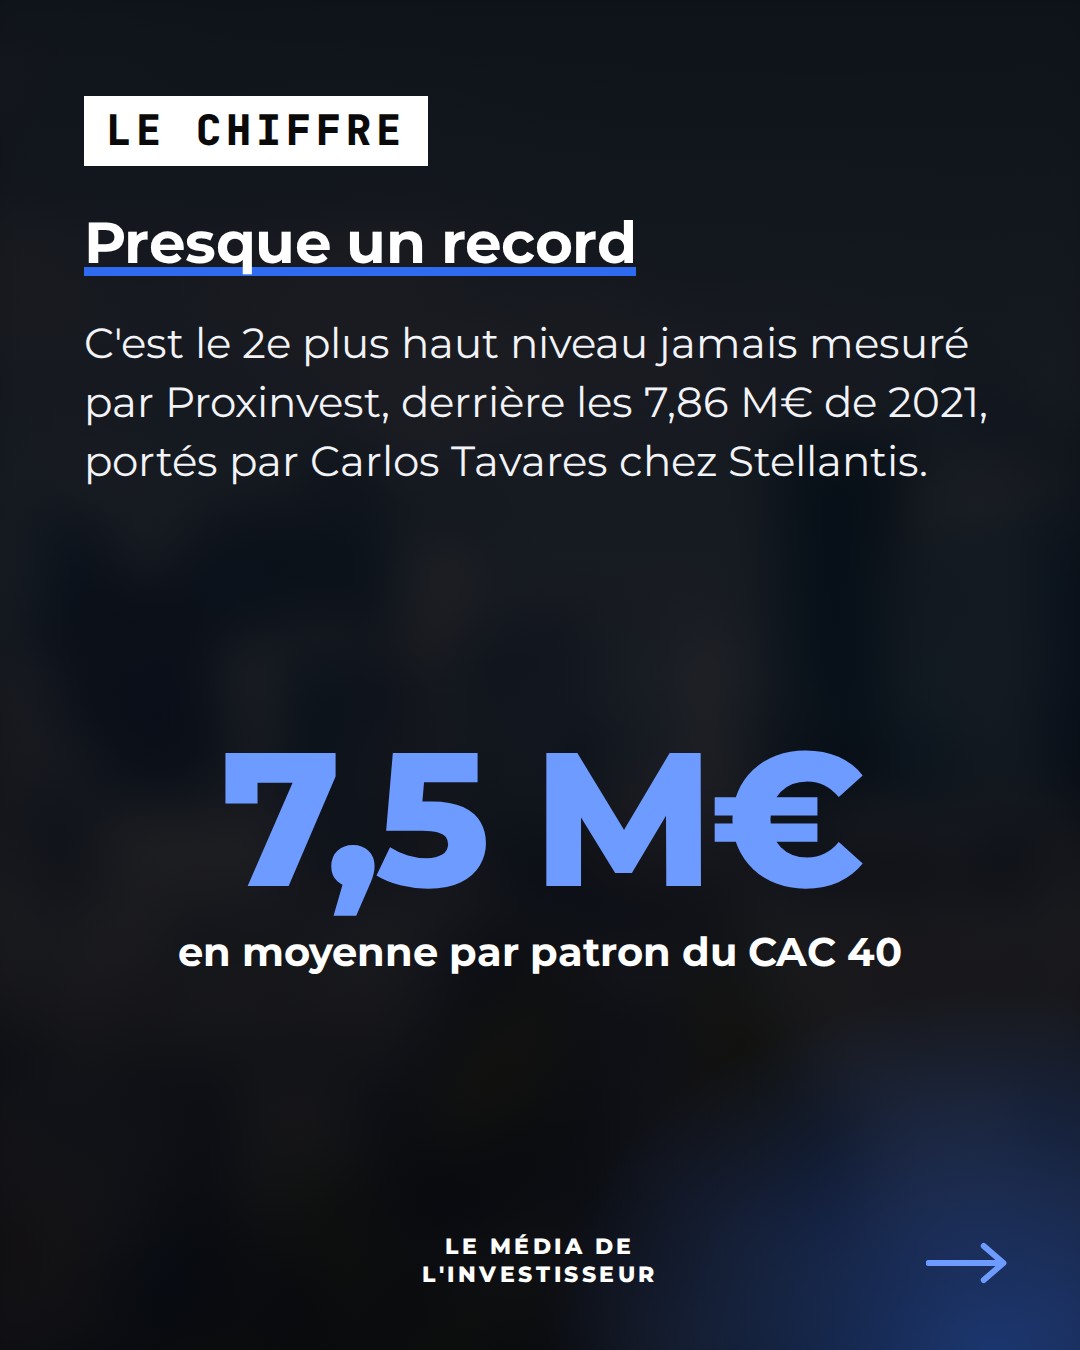 LE CHIFFRE
Presque un record
C'est le 2e plus haut niveau jamais mesuré
par Proxinvest, derrière les 7,86 M€ de 2021,
portés par Carlos Tavares chez Stellantis.
7,5 M€
en moyenne par patron du CAC 40
LE MÉDIA DE
L'INVESTISSEUR